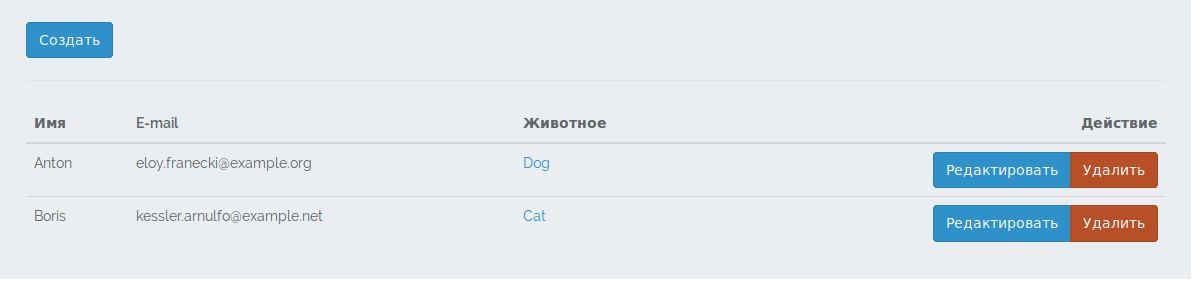 Создать
Имя E-mail Животное Действие
Anton eloy.franecki@example.org Dog Редактировать Удалить
Boris kessler.arnulfo@example.net Cat Редактировать Удалить